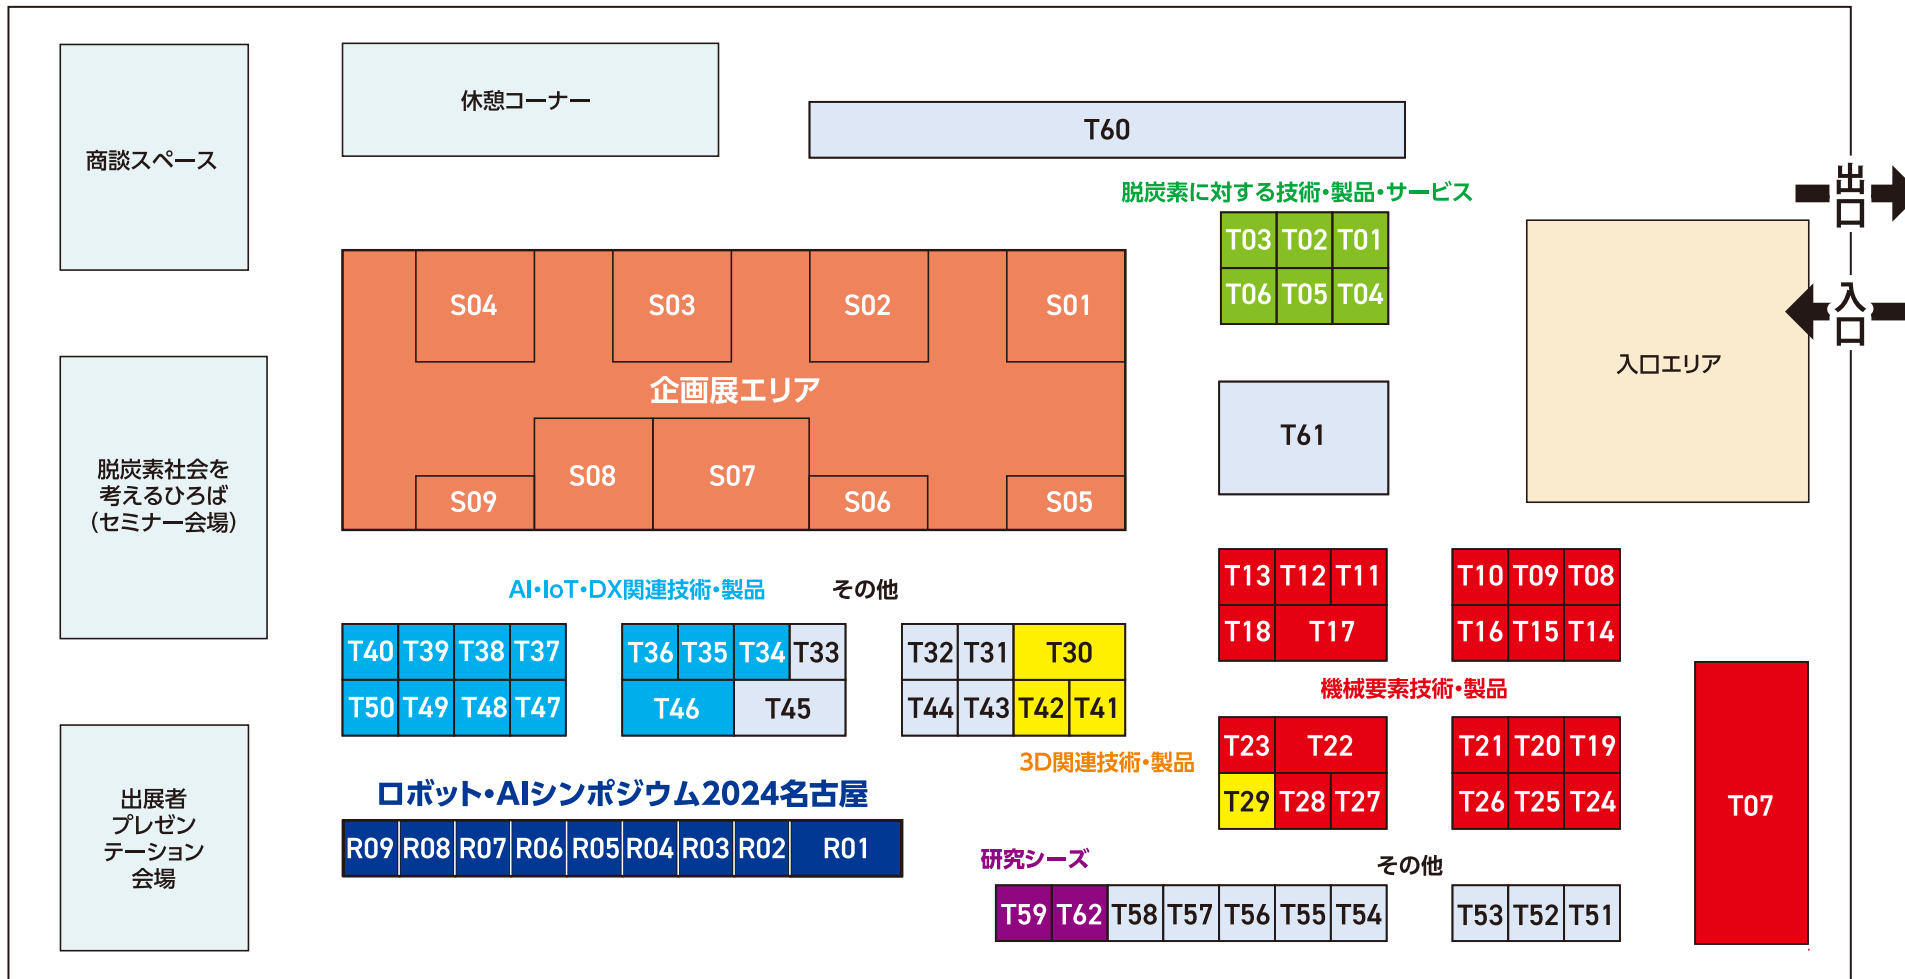 商談スペース
休憩コーナー
T60
出口
入口
脱炭素に対する技術・製品・サービス
T03 T02 T01
T06 T05 T04
入口エリア
S04 S03 S02 S01
企画展エリア
S08 S07
S09 S06 S05
T61
脱炭素社会を
考えるひろば
(セミナー会場)
AI・IoT・DX関連技術・製品
その他
T40 T39 T38 T37
T36 T35 T34 T33
T32 T31 T30
T50 T49 T48 T47
T46 T45
T44 T43 T42 T41
T13 T12 T11
T10 T09 T08
T18 T17
T16 T15 T14
機械要素技術・製品
3D関連技術・製品
T23 T22
T21 T20 T19
T29 T28 T27
T26 T25 T24
T07
出展者
プレゼン
テーション
会場
ロボット・AIシンポジウム2024名古屋
R09 R08 R07 R06 R05 R04 R03 R02 R01
研究シーズ
その他
T59 T62 T58 T57 T56 T55 T54
T53 T52 T51